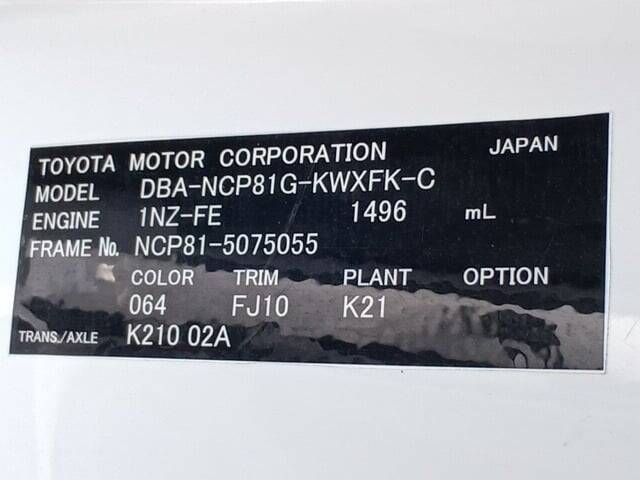 TOYOTA MOTOR CORPORATION JAPAN
MODEL DBA-NCP81G-KWXFK-C
ENGINE 1NZ-FE 1496 mL
FRAME No. NCP81-5075055
COLOR TRIM PLANT OPTION
064 FJ10 K21
TRANS./AXLE K210 02A